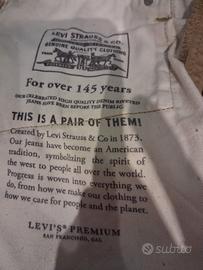 LEVI STRAUSS & CO
GENUINE QUALITY CLOTHING
For over 145 years
OUR CELEBRATED HIGH QUALITY DENIM RIVETED
JEANS HAVE BEEN BEFORE THE PUBLIC.
THIS IS A PAIR OF THEM!
Created by Levi Strauss & Co in 1873.
Our jeans have become an American
tradition, symbolizing the spirit of
the west to people all over the world.
Progress is woven into everything we
do, from how we make our clothing to
how we care for people and the planet.
LEVI'S® PREMIUM
SAN FRANCISCO, CAL
subito